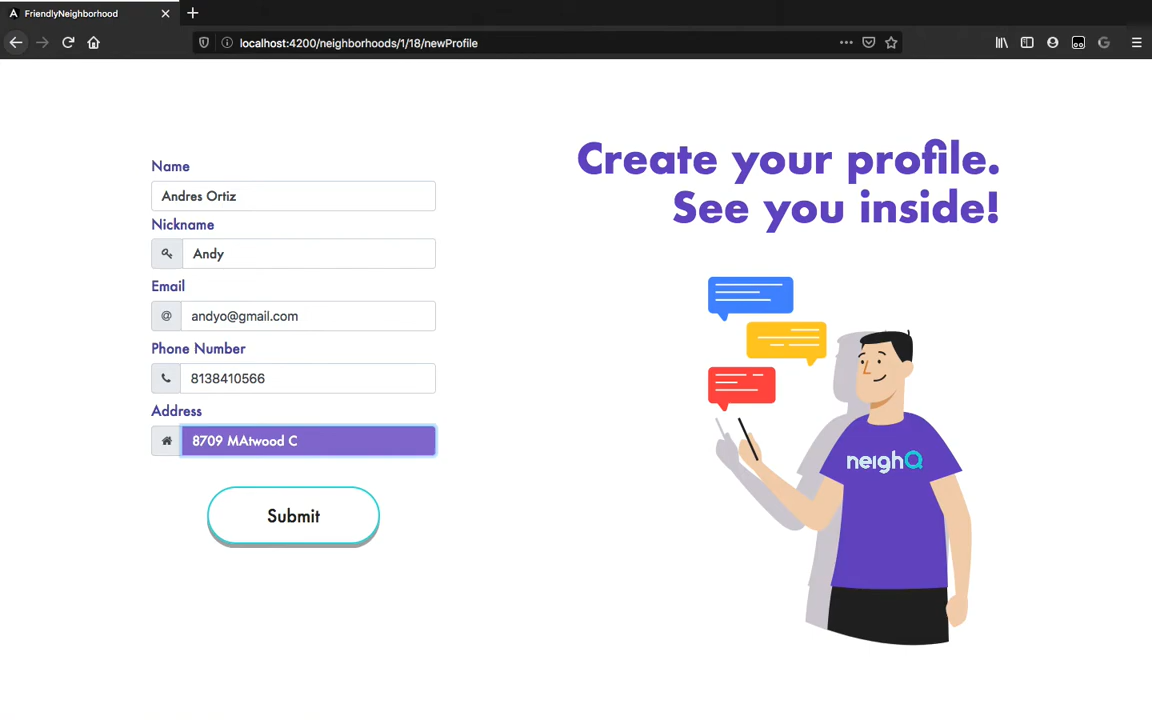 FriendlyNeighborhood
localhost:4200/neighborhoods/1/18/newProfile
Name
Andres Ortiz
Nickname
Andy
Email
@ andyo@gmail.com
Phone Number
8138410566
Address
8709 MAtwood C
Submit
Create your profile.
See you inside!
neighQ